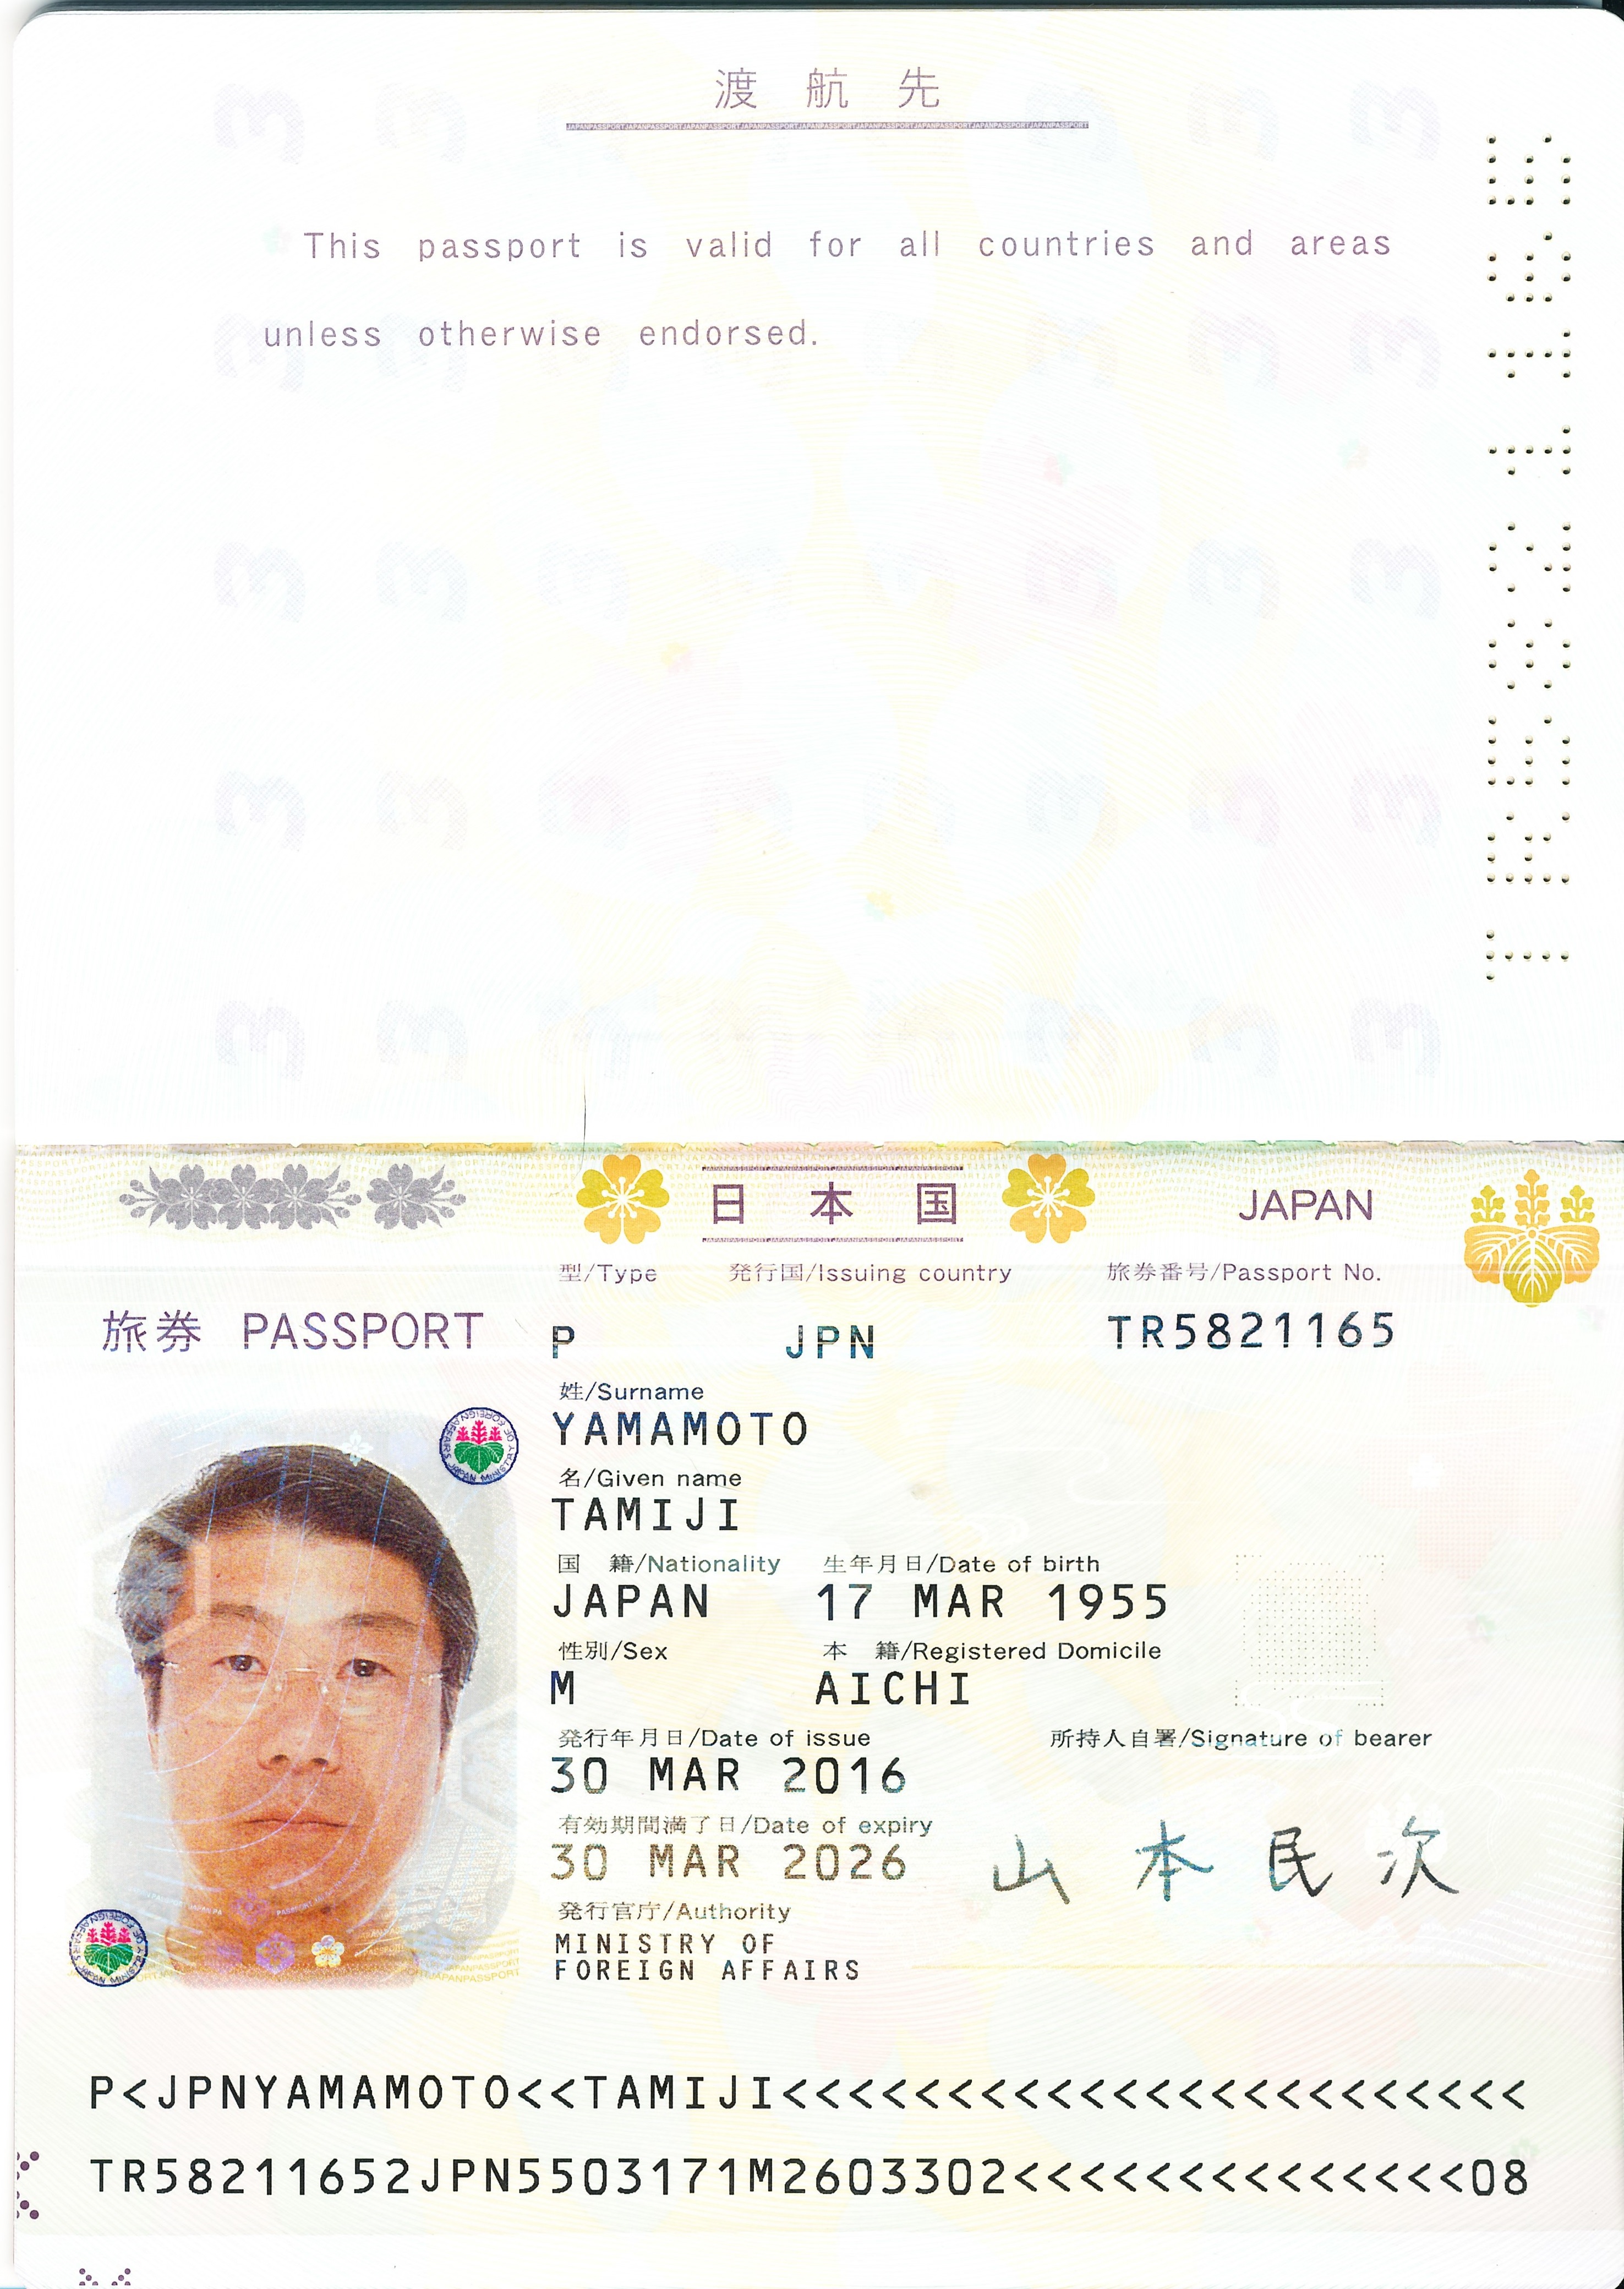 渡航先
This passport is valid for all countries and areas
unless otherwise endorsed.
TR5821165
日本国 JAPAN
型/Type 発行国/Issuing country 旅券番号/Passport No.
旅券 PASSPORT P JPN TR5821165
姓/Surname
YAMAMOTO
名/Given name
TAMIJI
国 籍/Nationality 生年月日/Date of birth
JAPAN 17 MAR 1955
性別/Sex 本 籍/Registered Domicile
M AICHI
発行年月日/Date of issue 所持人自署/Signature of bearer
30 MAR 2016
有効期間満了日/Date of expiry
30 MAR 2026 山本民次
発行官庁/Authority
MINISTRY OF
FOREIGN AFFAIRS
P<JPNYAMAMOTO<<TAMIJI<<<<<<<<<<<<<<<<<<<<<<<
TR58211652JPN5503171M2603302<<<<<<<<<<<<<<08